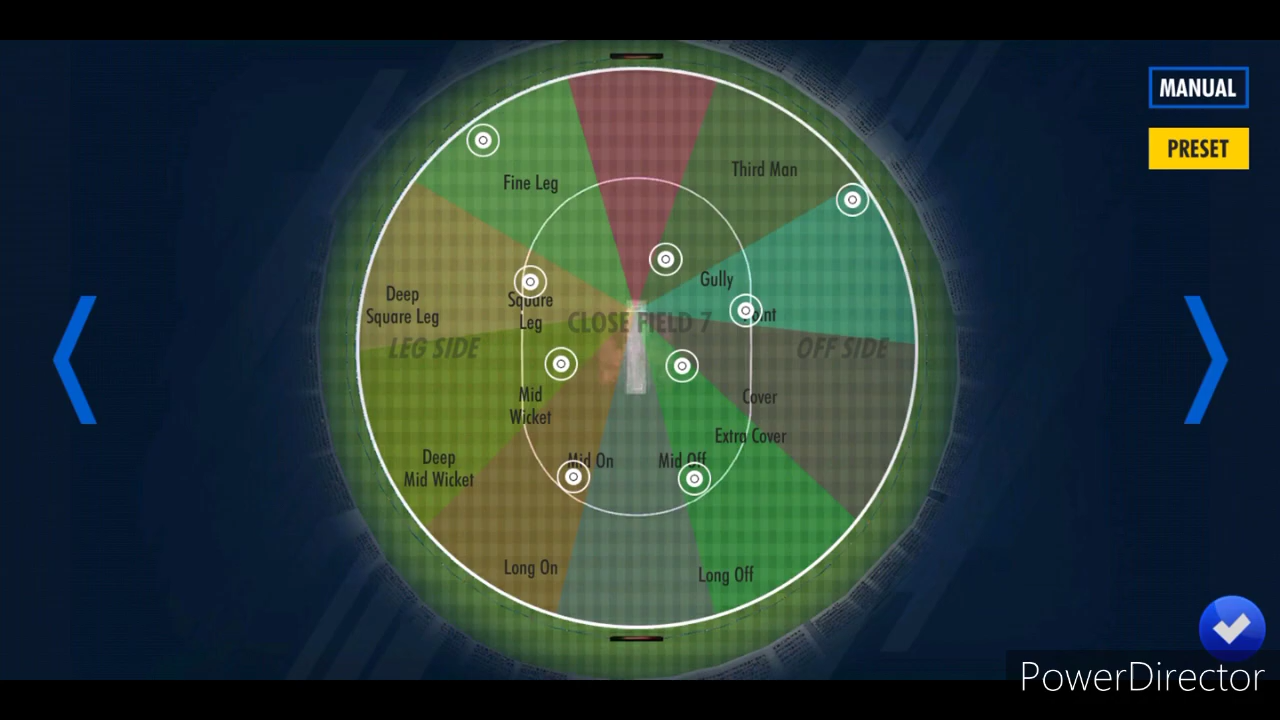 MANUAL
PRESET
Third Man
Fine Leg
Gully
Deep
Square Leg
Square
Leg
Point
CLOSE FIELD 7
LEG SIDE
OFF SIDE
Mid
Wicket
Cover
Extra Cover
Mid On
Mid Off
Deep
Mid Wicket
Long On
Long Off
PowerDirector